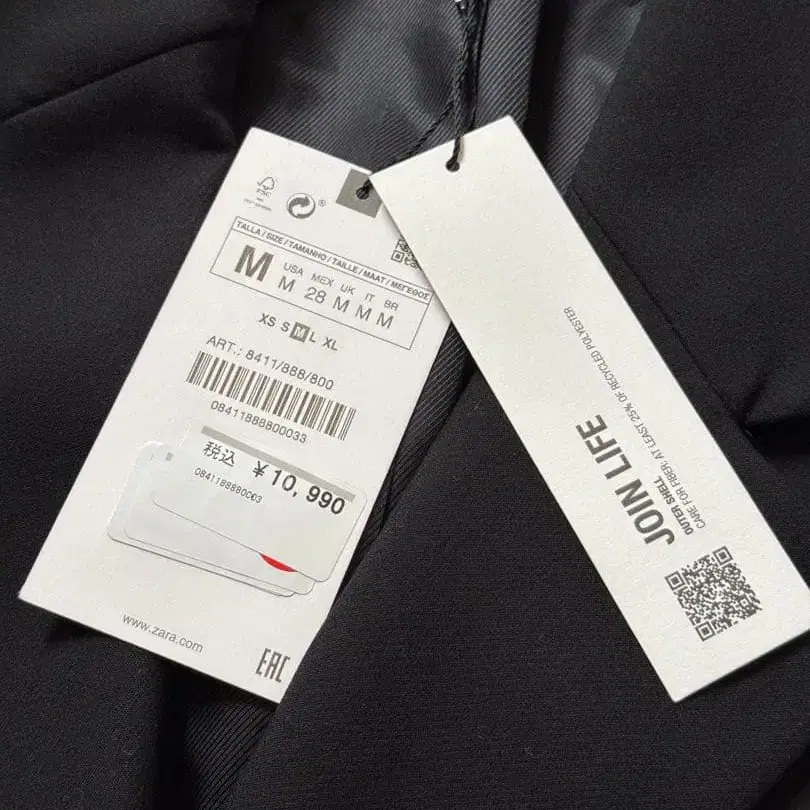 FSC
TALLA / SIZE / TAMANHO / TAILLE / MAAT / ΜΕΓΕΘΟΣ
M
USA MEX UK IT BR
M 28 M M M
XS S M L XL
ART.: 8411/888/800
08411888800033
税込 ¥10,990
0841188880003
www.zara.com
EAC
JOIN LIFE
OUTER SHELL
CARE FOR FIBER: AT LEAST 25% OF RECYCLED POLYESTER